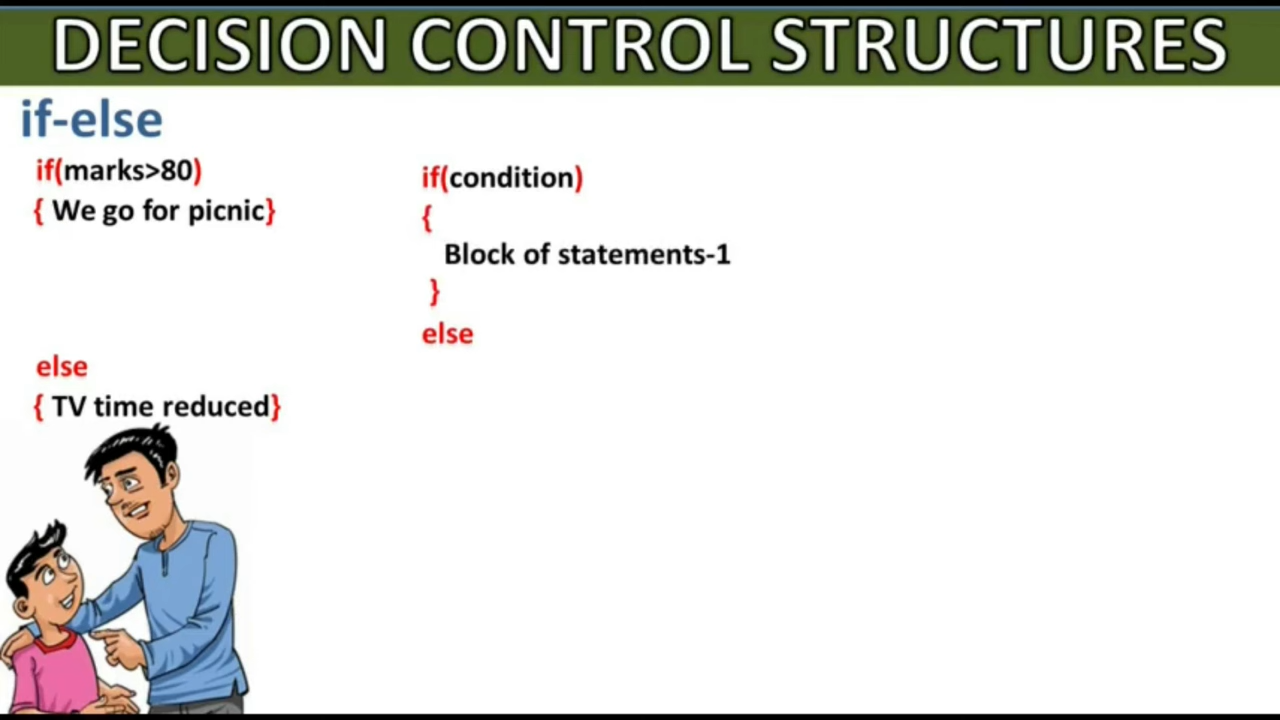 DECISION CONTROL STRUCTURES
if-else
if(marks>80)
{ We go for picnic}
else
{ TV time reduced}
if(condition)
{
Block of statements-1
}
else